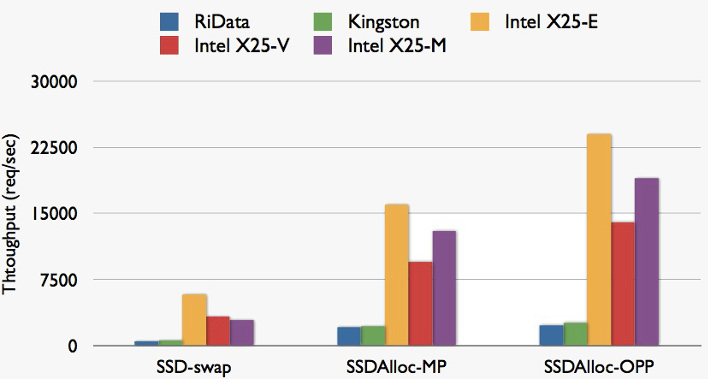 RiData Kingston Intel X25-E
Intel X25-V Intel X25-M
Thtoughput (req/sec)
30000
22500
15000
7500
0
SSD-swap SSDAlloc-MP SSDAlloc-OPP